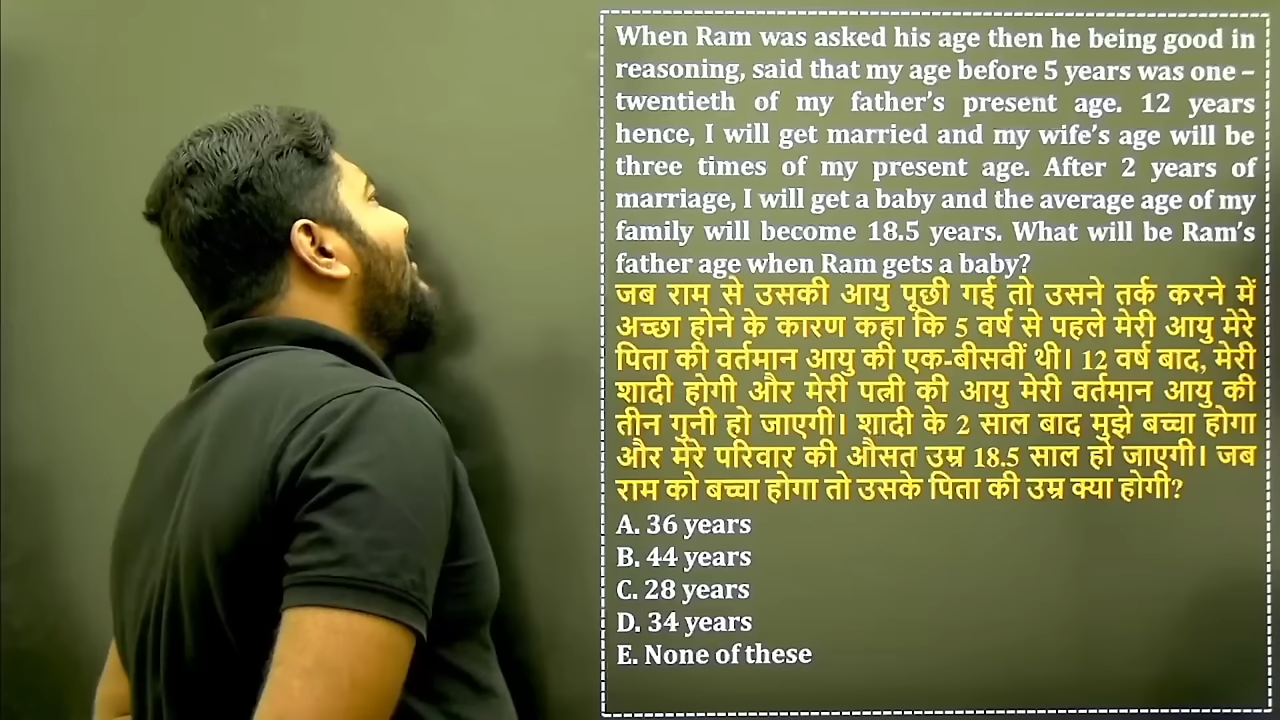 When Ram was asked his age then he being good in
reasoning, said that my age before 5 years was one –
twentieth of my father's present age. 12 years
hence, I will get married and my wife's age will be
three times of my present age. After 2 years of
marriage, I will get a baby and the average age of my
family will become 18.5 years. What will be Ram's
father age when Ram gets a baby?
जब राम से उसकी आयु पूछी गई तो उसने तर्क करने में
अच्छा होने के कारण कहा कि 5 वर्ष से पहले मेरी आयु मेरे
पिता की वर्तमान आयु की एक-बीसवीं थी। 12 वर्ष बाद, मेरी
शादी होगी और मेरी पत्नी की आयु मेरी वर्तमान आयु की
तीन गुनी हो जाएगी। शादी के 2 साल बाद मुझे बच्चा होगा
और मेरे परिवार की औसत उम्र 18.5 साल हो जाएगी। जब
राम को बच्चा होगा तो उसके पिता की उम्र क्या होगी?
A. 36 years
B. 44 years
C. 28 years
D. 34 years
E. None of these